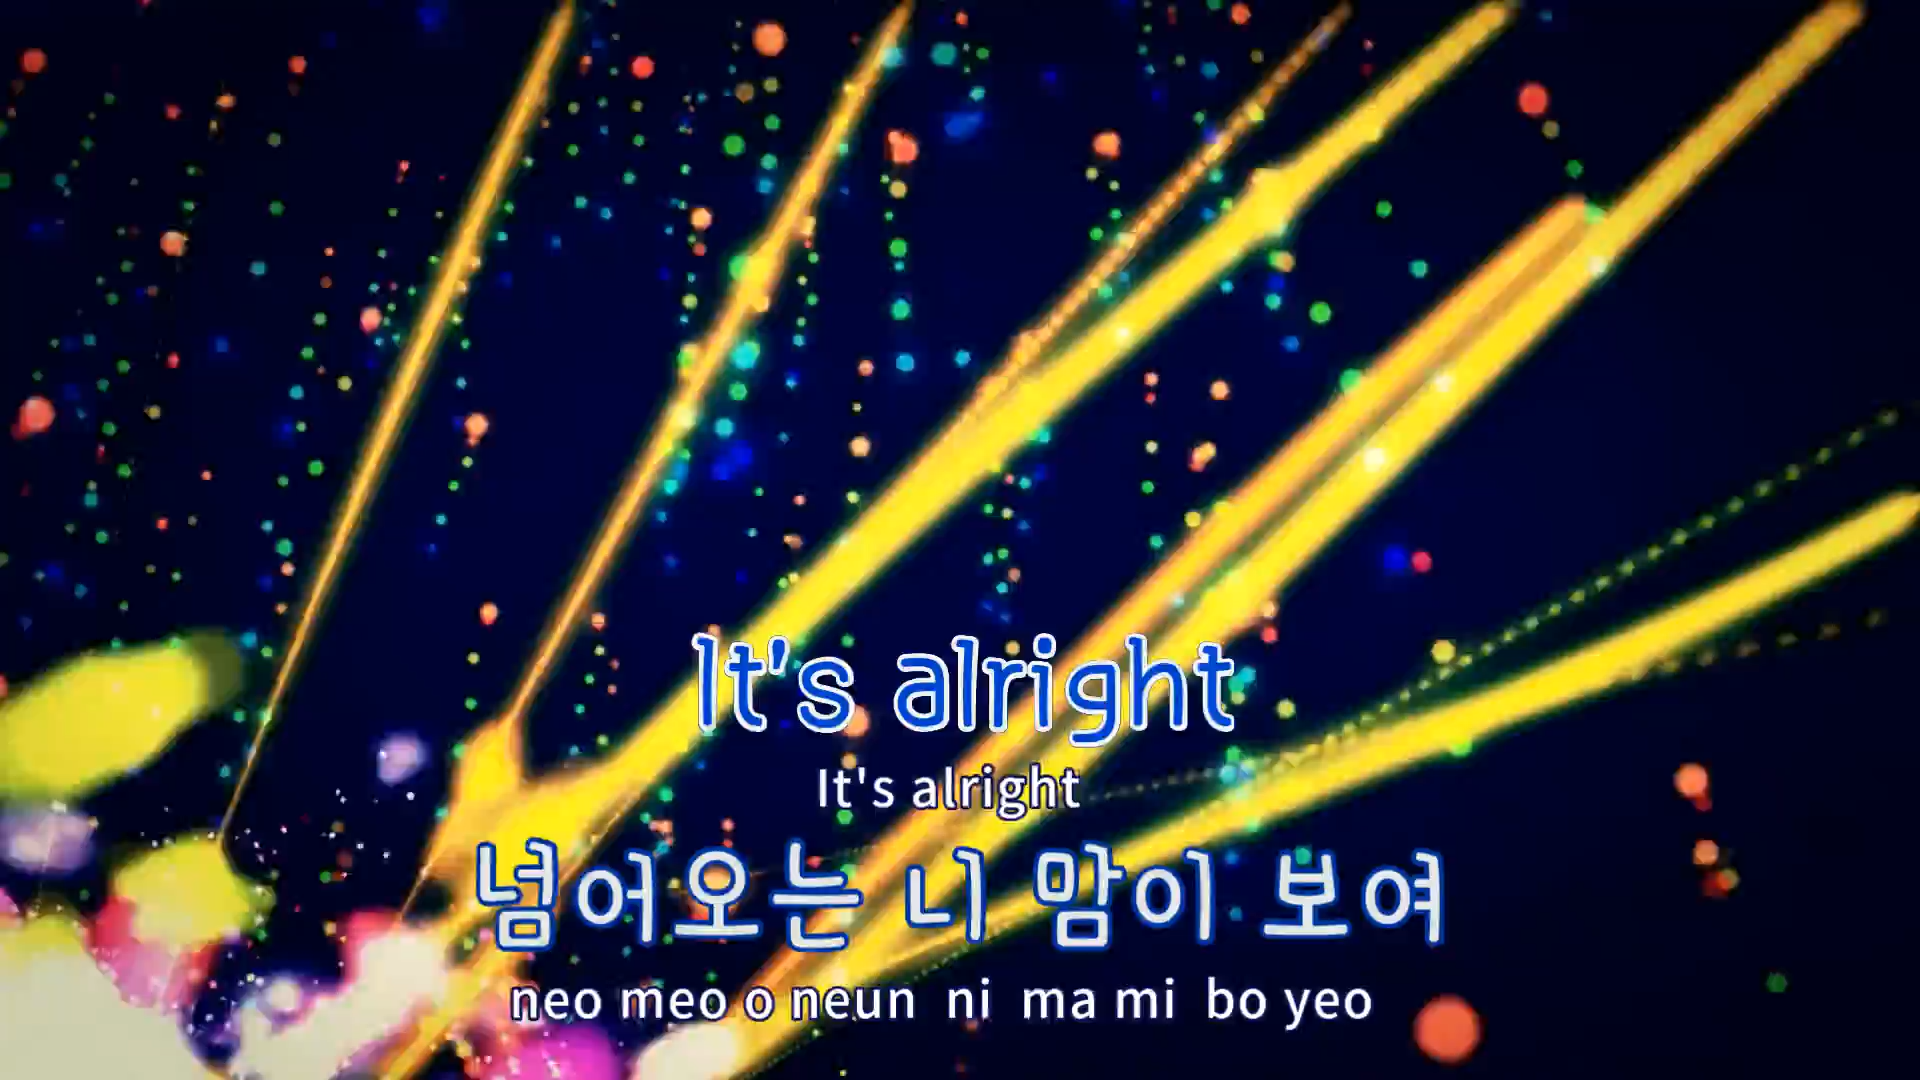 It's alright
It's alright
넘어오는 니 맘이 보여
neo meo o neun ni ma mi bo yeo